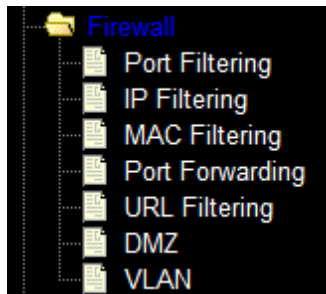 Firewall
Port Filtering
IP Filtering
MAC Filtering
Port Forwarding
URL Filtering
DMZ
VLAN